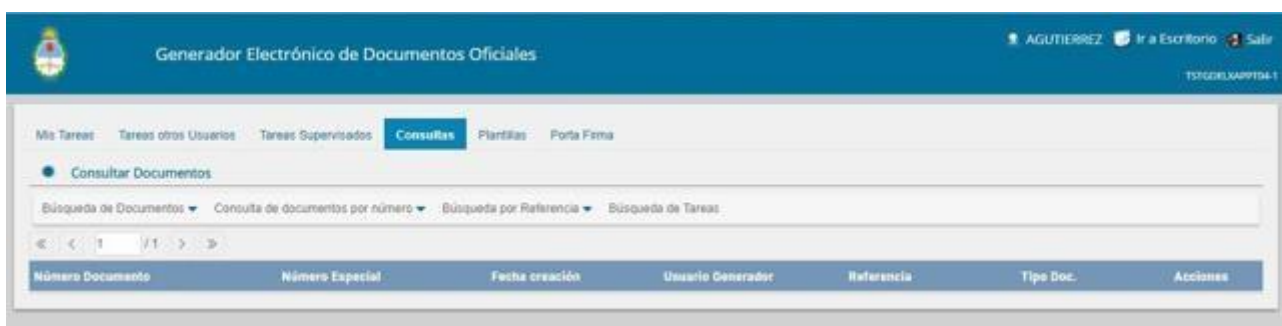 AGUTIERREZ Ir a Escritorio Salir
Generador Electrónico de Documentos Oficiales
Mis Tareas Tareas otros Usuarios Tareas Supervisados Consultas Plantillas Porta Firma
Consultar Documentos
Búsqueda de Documentos Consulta de documentos por número Búsqueda por Referencia Búsqueda de Tareas
« < 1 /1 > »
Número Documento Número Especial Fecha creación Usuario Generador Referencia Tipo Doc. Acciones